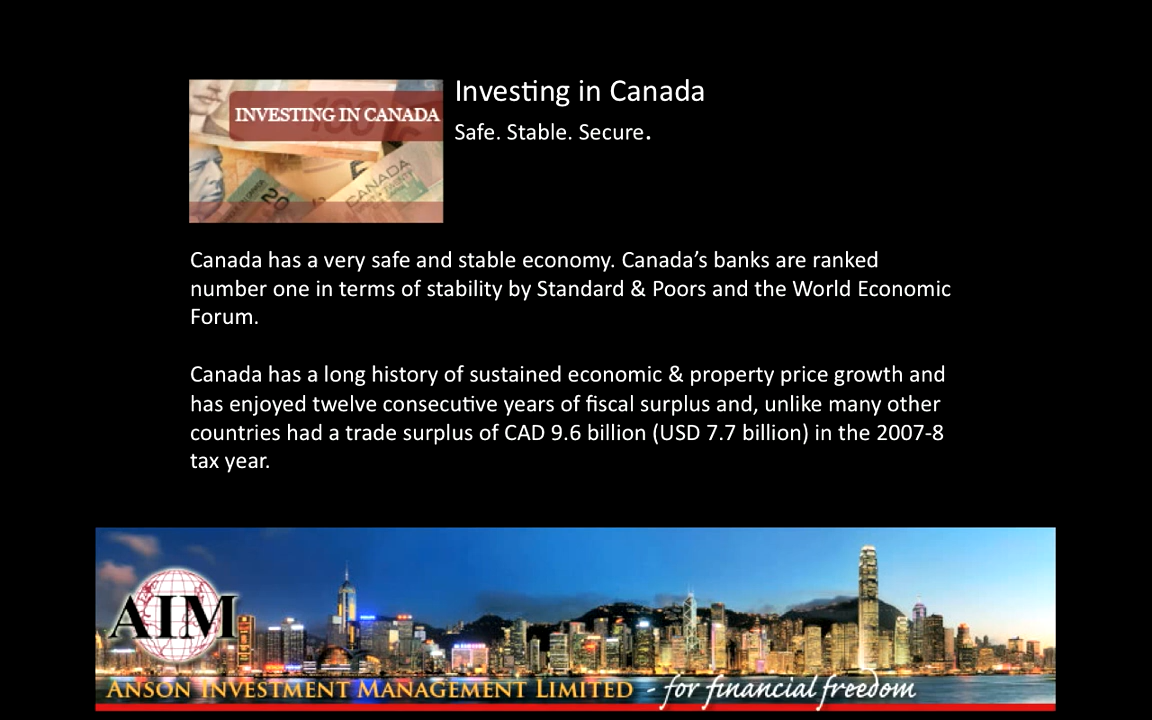 INVESTING IN CANADA
100
20
CANADA
Investing in Canada
Safe. Stable. Secure.
Canada has a very safe and stable economy. Canada’s banks are ranked
number one in terms of stability by Standard & Poors and the World Economic
Forum.
Canada has a long history of sustained economic & property price growth and
has enjoyed twelve consecutive years of fiscal surplus and, unlike many other
countries had a trade surplus of CAD 9.6 billion (USD 7.7 billion) in the 2007-8
tax year.
AIM
ANSON INVESTMENT MANAGEMENT LIMITED - for financial freedom